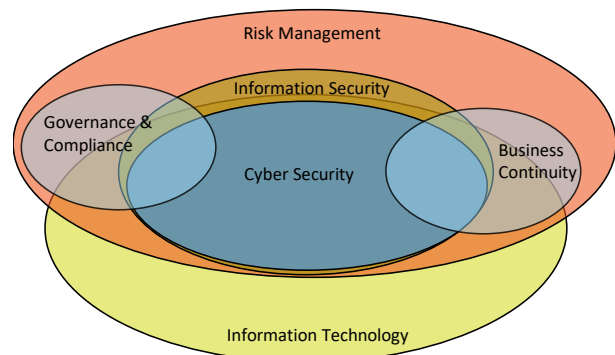 Risk Management
Information Security
Governance &
Compliance
Business
Continuity
Cyber Security
Information Technology